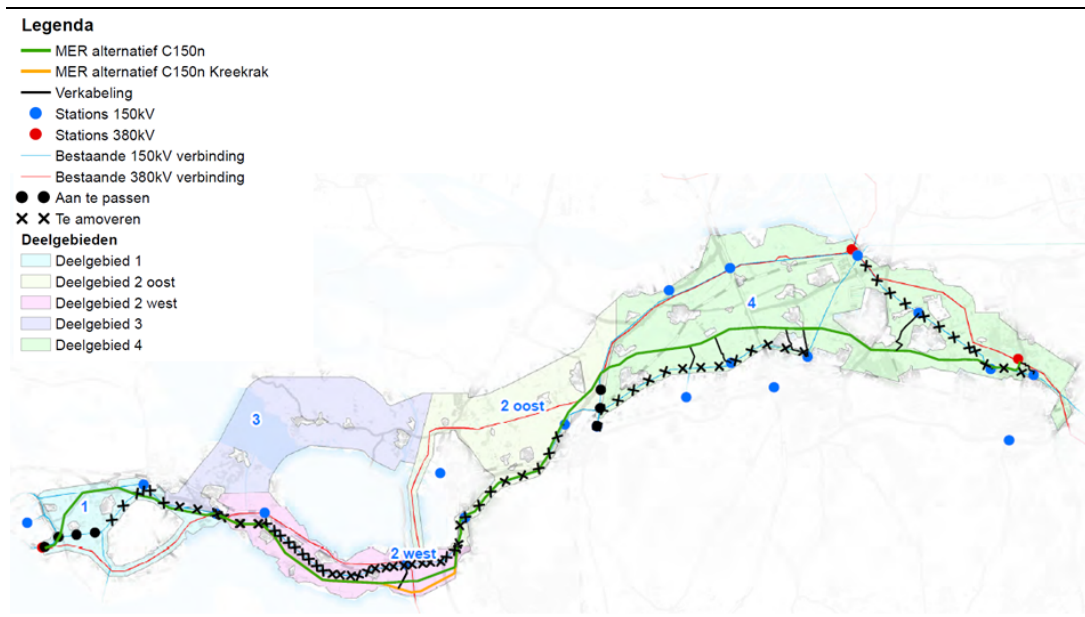 Legenda
MER alternatief C150n
MER alternatief C150n Kreekrak
Verkabeling
Stations 150kV
Stations 380kV
Bestaande 150kV verbinding
Bestaande 380kV verbinding
Aan te passen
Te amoveren
Deelgebieden
Deelgebied 1
Deelgebied 2 oost
Deelgebied 2 west
Deelgebied 3
Deelgebied 4
4
2 oost
3
1
2 west